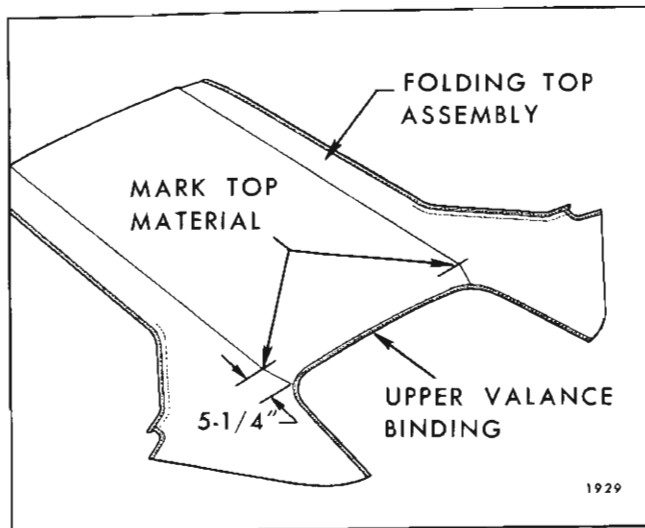 FOLDING TOP
ASSEMBLY
MARK TOP
MATERIAL
5-1/4"
UPPER VALANCE
BINDING
1929